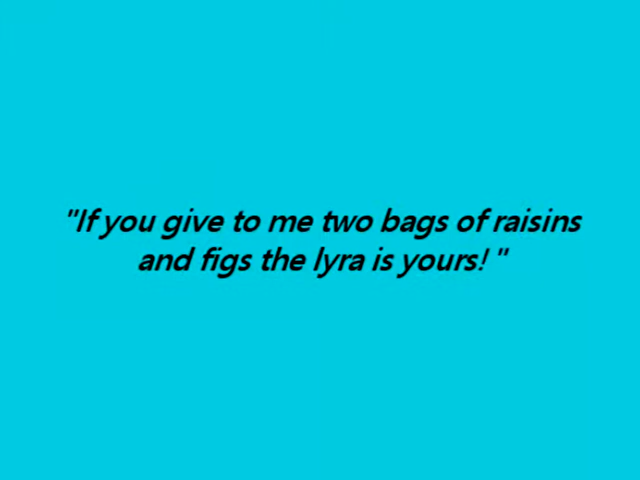 "If you give to me two bags of raisins
and figs the lyra is yours! "